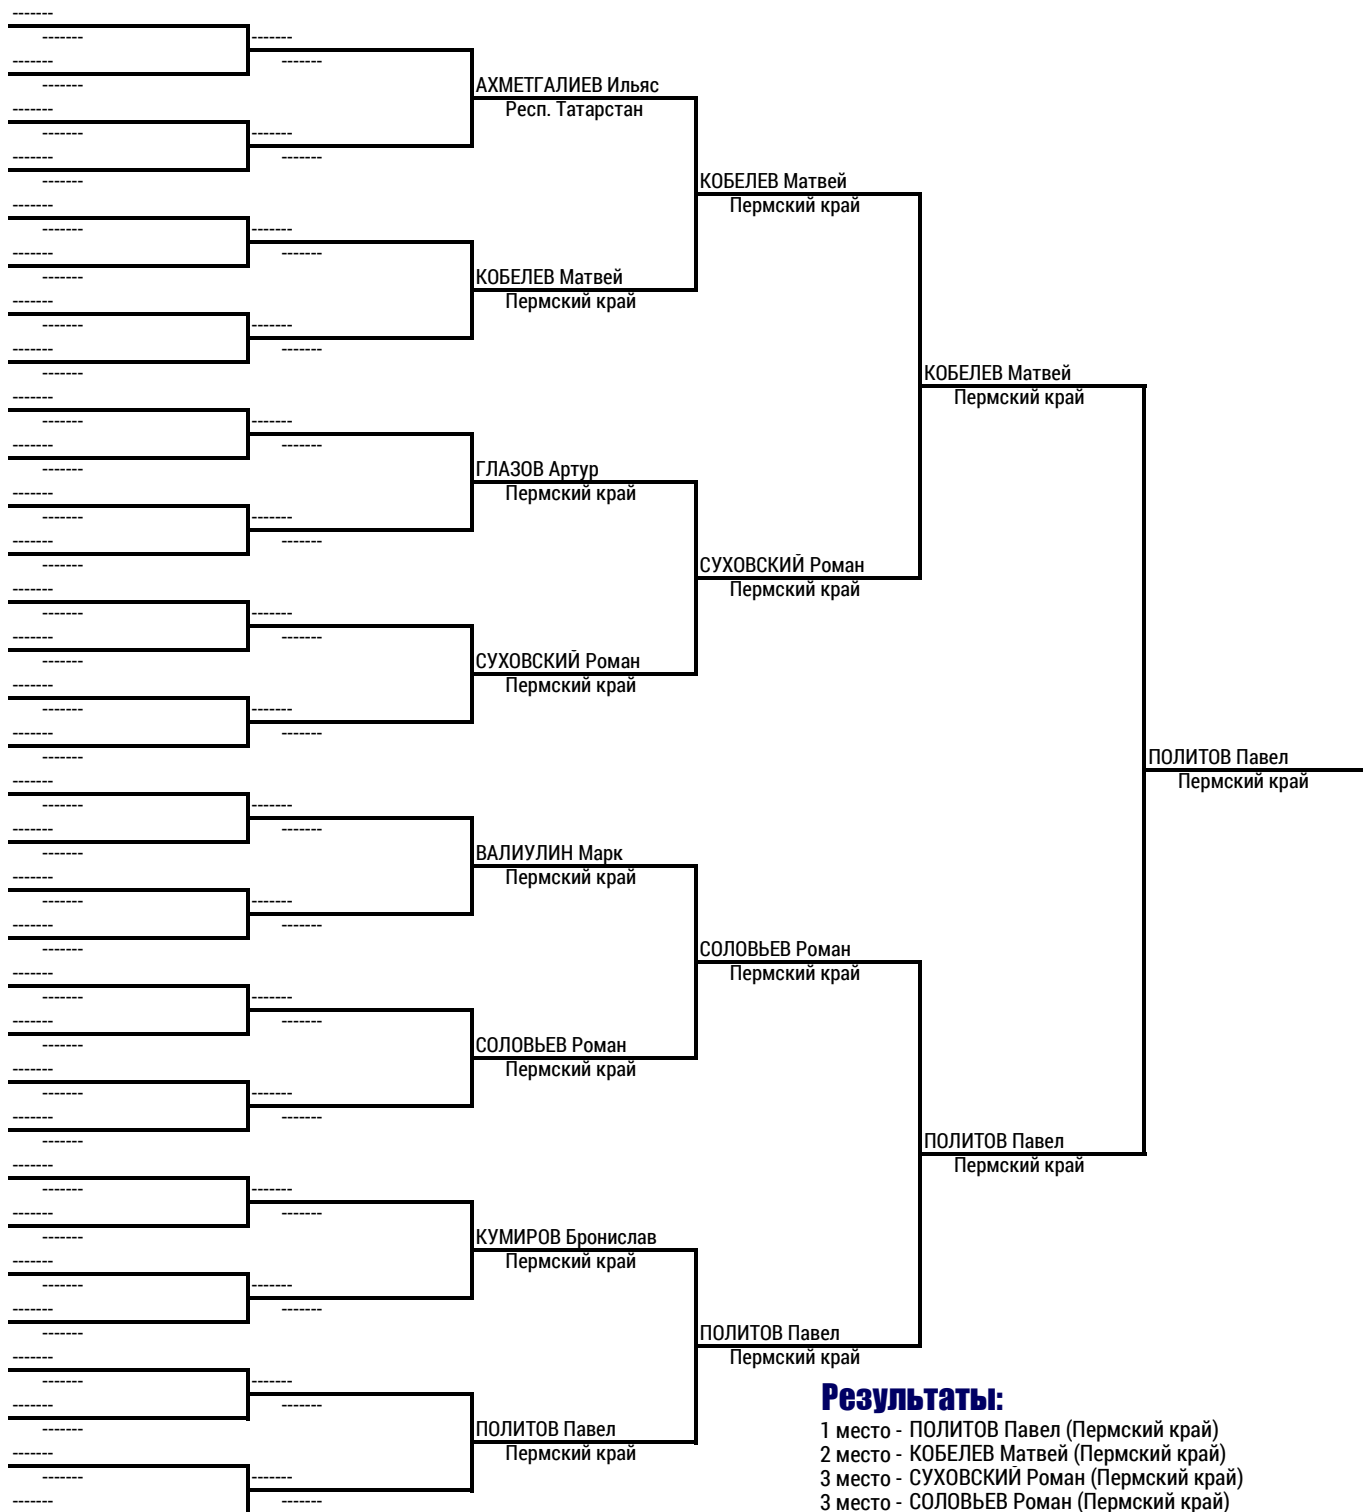 -------
-------
-------
-------
-------
-------
АХМЕТГАЛИЕВ Ильяс
-------
Респ. Татарстан
-------
-------
-------
-------
-------
-------
КОБЕЛЕВ Матвей
-------
Пермский край
-------
-------
-------
-------
-------
КОБЕЛЕВ Матвей
-------
Пермский край
-------
-------
-------
-------
-------
КОБЕЛЕВ Матвей
-------
Пермский край
-------
-------
-------
-------
-------
ГЛАЗОВ Артур
-------
Пермский край
-------
-------
-------
-------
-------
СУХОВСКИЙ Роман
-------
Пермский край
-------
-------
-------
-------
-------
СУХОВСКИЙ Роман
-------
Пермский край
-------
-------
-------
-------
-------
ПОЛИТОВ Павел
-------
Пермский край
-------
-------
-------
-------
-------
ВАЛИУЛИН Марк
-------
Пермский край
-------
-------
-------
-------
-------
СОЛОВЬЕВ Роман
-------
Пермский край
-------
-------
-------
-------
-------
СОЛОВЬЕВ Роман
-------
Пермский край
-------
-------
-------
-------
-------
ПОЛИТОВ Павел
-------
Пермский край
-------
-------
-------
-------
-------
КУМИРОВ Бронислав
-------
Пермский край
-------
-------
-------
-------
-------
ПОЛИТОВ Павел
-------
Пермский край
-------
-------
-------
-------
-------
ПОЛИТОВ Павел
-------
Пермский край
-------
-------
-------
-------
Результаты:
1 место - ПОЛИТОВ Павел (Пермский край)
2 место - КОБЕЛЕВ Матвей (Пермский край)
3 место - СУХОВСКИЙ Роман (Пермский край)
3 место - СОЛОВЬЕВ Роман (Пермский край)